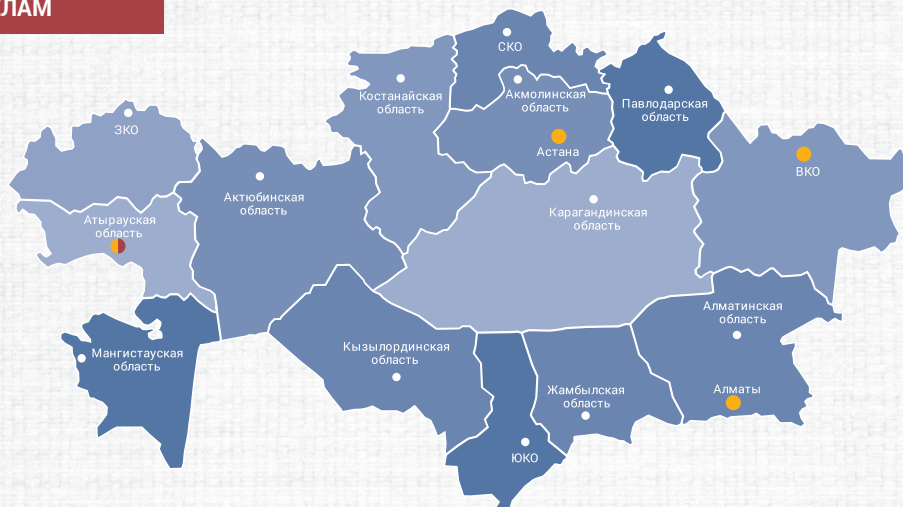 ЛАМ
СКО
Костанайская
область
Акмолинская
область
Павлодарская
область
ЗКО
Астана
ВКО
Актюбинская
область
Карагандинская
область
Атырауская
область
Алматинская
область
Мангистауская
область
Кызылординская
область
Жамбылская
область
Алматы
ЮКО